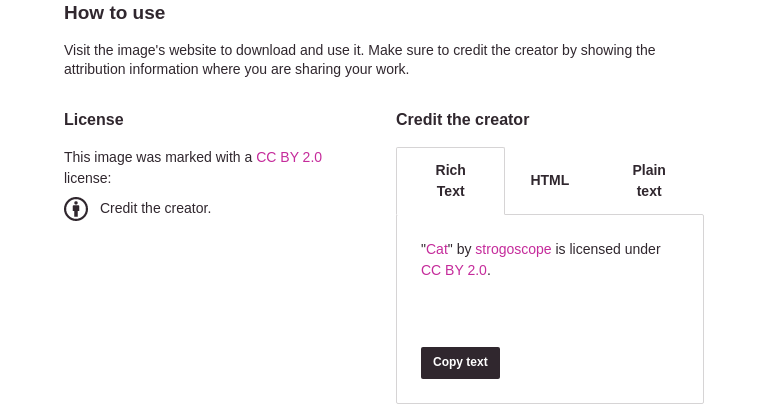 How to use
Visit the image's website to download and use it. Make sure to credit the creator by showing the
attribution information where you are sharing your work.
License
This image was marked with a CC BY 2.0
license:
Credit the creator.
Credit the creator
Rich
Text
HTML
Plain
text
"Cat" by strogoscope is licensed under
CC BY 2.0.
Copy text